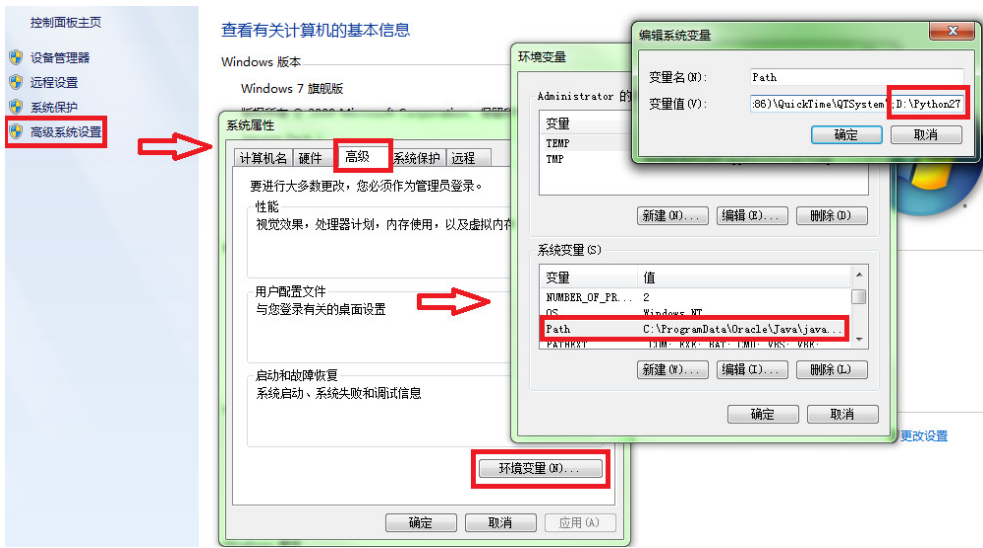 控制面板主页
设备管理器
远程设置
系统保护
高级系统设置
查看有关计算机的基本信息
Windows 版本
Windows 7 旗舰版
系统属性
计算机名 硬件 高级 系统保护 远程
要进行大多数更改，您必须作为管理员登录。
性能
视觉效果，处理器计划，内存使用，以及虚拟内存
用户配置文件
与您登录有关的桌面设置
启动和故障恢复
系统启动、系统失败和调试信息
环境变量(N)...
确定 取消 应用(A)
环境变量
Administrator 的
变量
TEMP
TMP
新建(N)... 编辑(E)... 删除(D)
系统变量(S)
变量 值
NUMBER_OF_PR... 2
OS Windows_NT
Path C:\ProgramData\Oracle\Java\java...
新建(W)... 编辑(I)... 删除(L)
确定 取消
编辑系统变量
变量名(N): Path
变量值(V): :86)\QuickTime\QTSystem\;D:\Python27
确定 取消
更改设置